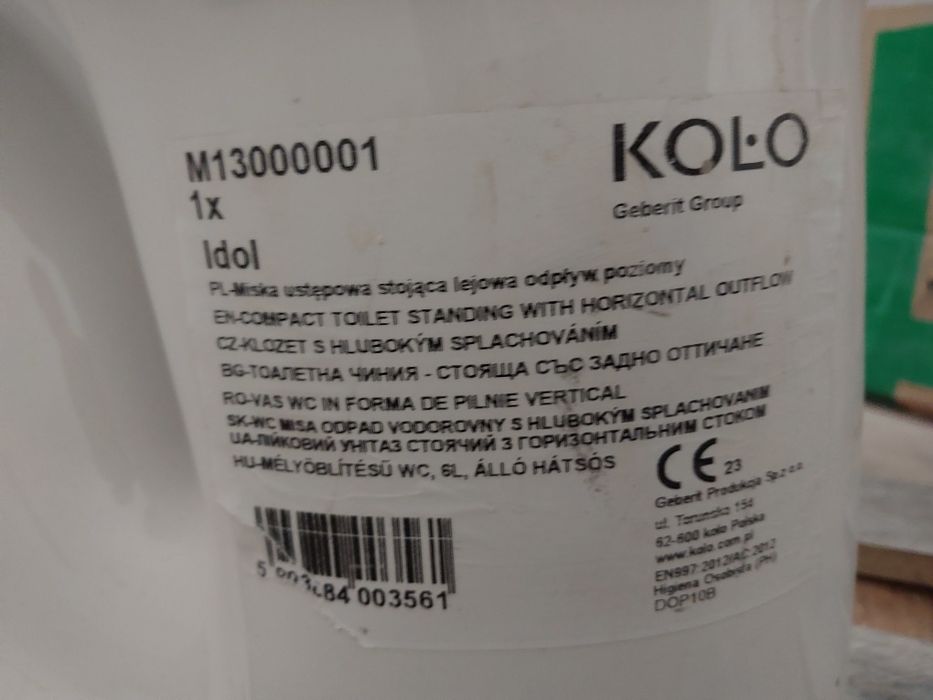 M13000001
KOŁO
1x
Geberit Group
Idol
PL-Miska ustępowa stojąca lejowa odpływ poziomy
EN-COMPACT TOILET STANDING WITH HORIZONTAL OUTFLOW
CZ-KLOZET S HLUBOKÝM SPLACHOVÁNÍM
BG-ТОАЛЕТНА ЧИНИЯ - СТОЯЩА СЪС ЗАДНО ОТТИЧАНЕ
RO-VAS WC IN FORMA DE PILNIE VERTICAL
SK-WC MISA ODPAD VODOROVNY S HLUBOKÝM SPLACHOVANIM
UA-ЛІЙКОВИЙ УНІТАЗ СТОЯЧИЙ З ГОРИЗОНТАЛЬНИМ СТОКОМ
HU-MÉLYÖBLÍTÉSŰ WC, 6L, ÁLLÓ HÁTSÓS
CE 23
Geberit Produkcja Sp.z o.o.
ul. Toruńska 154
62-600 koło Polska
www.kolo.com.pl
EN997:2012/AC:2012
Higiena Osobista (PH)
DOP10B
84 003561